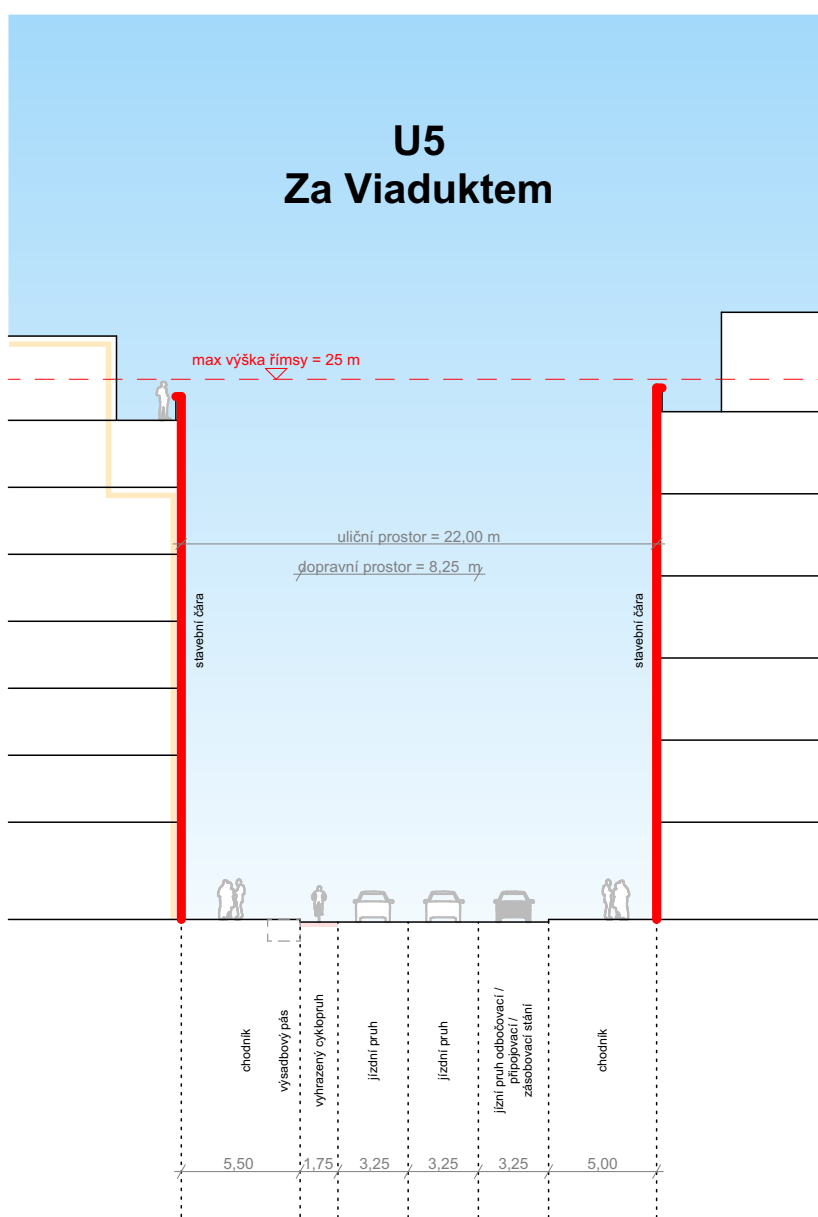 U5
Za Viaduktem
max výška římsy = 25 m
uliční prostor = 22,00 m
dopravní prostor = 8,25 m
stavební čára
stavební čára
chodník
výsadbový pás
vyhrazený cyklopruh
jízdní pruh
jízdní pruh
jízní pruh odbočovací /
připojovací /
zásobovací stání
chodník
5,50
1,75
3,25
3,25
3,25
5,00